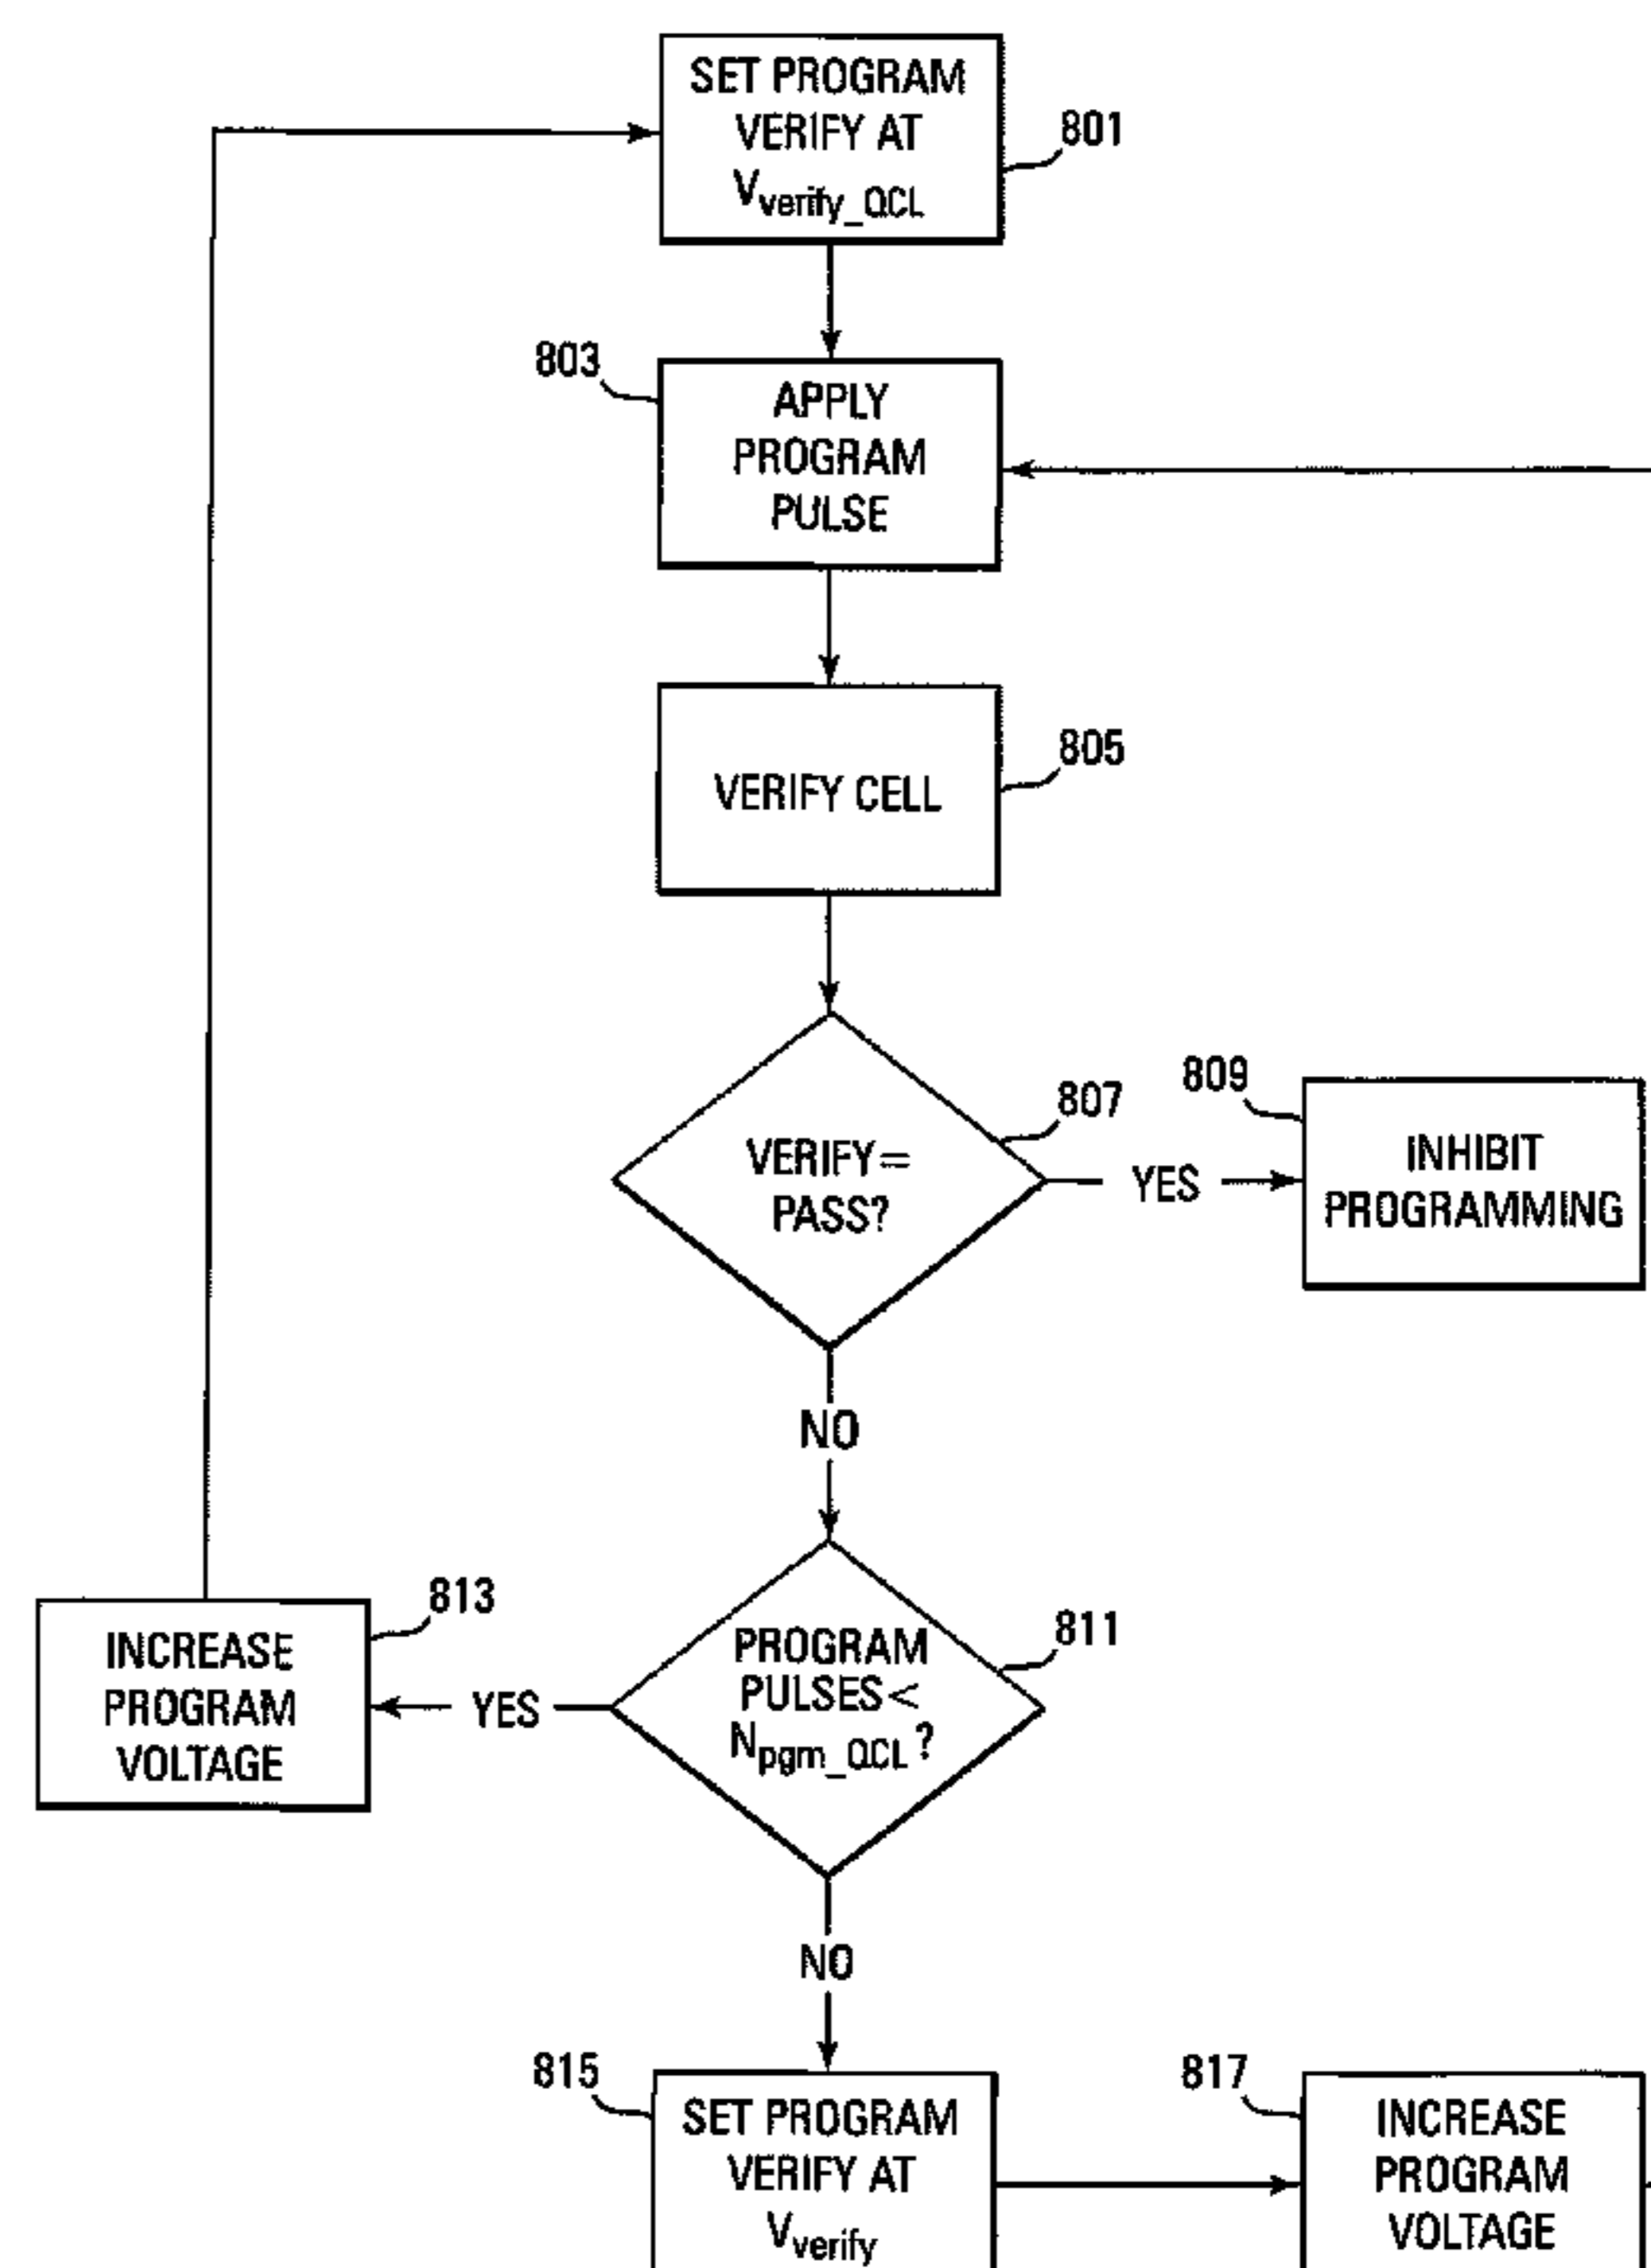 SET PROGRAM
VERIFY AT
Vverify_QCL
801
803
APPLY
PROGRAM
PULSE
VERIFY CELL
805
VERIFY=
PASS?
807
YES
809
INHIBIT
PROGRAMMING
NO
813
INCREASE
PROGRAM
VOLTAGE
YES
PROGRAM
PULSES<
Npgm_QCL?
811
NO
815
SET PROGRAM
VERIFY AT
Vverify
817
INCREASE
PROGRAM
VOLTAGE